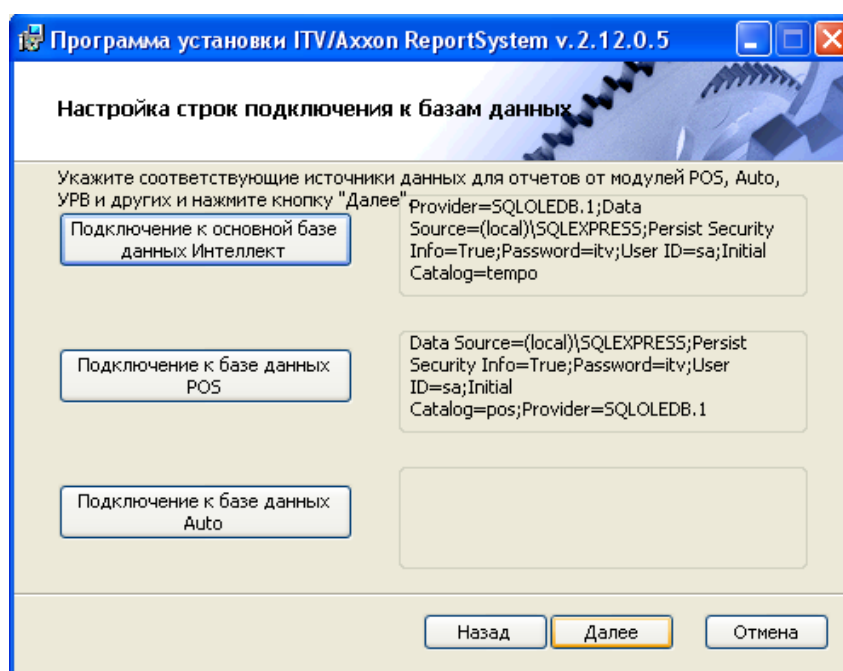 Программа установки ITV/Axxon ReportSystem v.2.12.0.5
Настройка строк подключения к базам данных
Укажите соответствующие источники данных для отчетов от модулей POS, Auto,
УРВ и других и нажмите кнопку "Далее".
Подключение к основной базе
данных Интеллект
Provider=SQLOLEDB.1;Data
Source=(local)\SQLEXPRESS;Persist Security
Info=True;Password=itv;User ID=sa;Initial
Catalog=tempo
Подключение к базе данных
POS
Data Source=(local)\SQLEXPRESS;Persist
Security Info=True;Password=itv;User
ID=sa;Initial
Catalog=pos;Provider=SQLOLEDB.1
Подключение к базе данных
Auto
Назад
Далее
Отмена